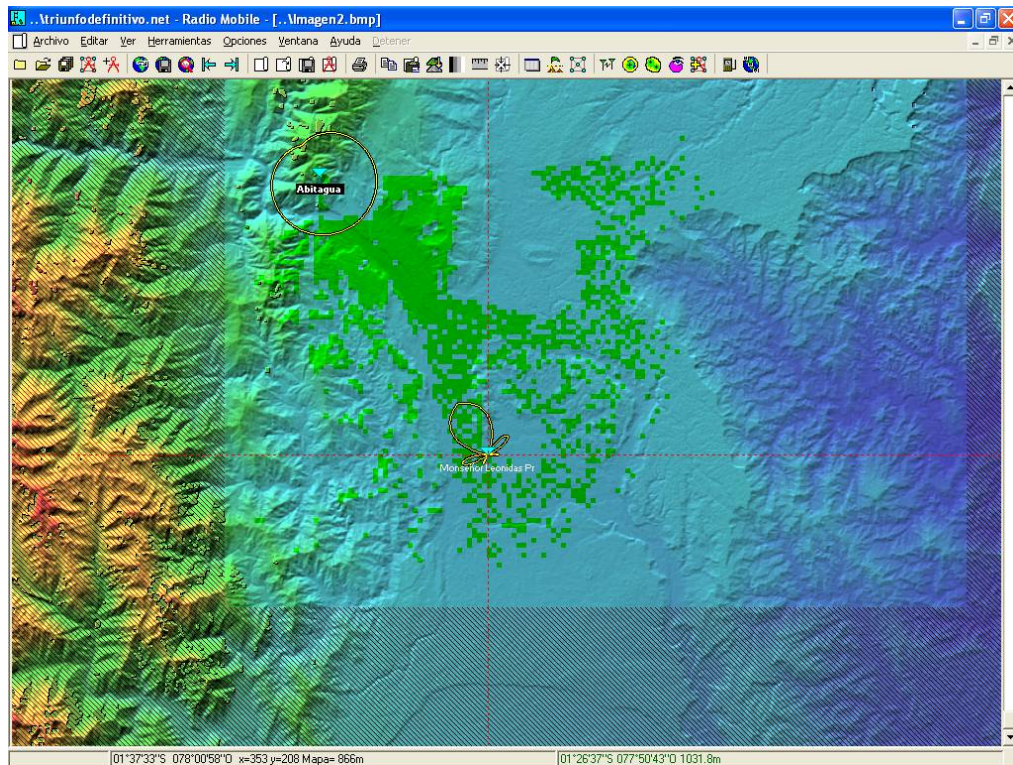 ..\triunfodefinitivo.net - Radio Mobile - [..\Imagen2.bmp]
Archivo Editar Ver Herramientas Opciones Ventana Ayuda Detener
Abitagua
Monseñor Leonidas Pr
01°37'33''S 078°00'58''O x=353 y=208 Mapa= 866m 01°26'37''S 077°50'43''O 1031.8m